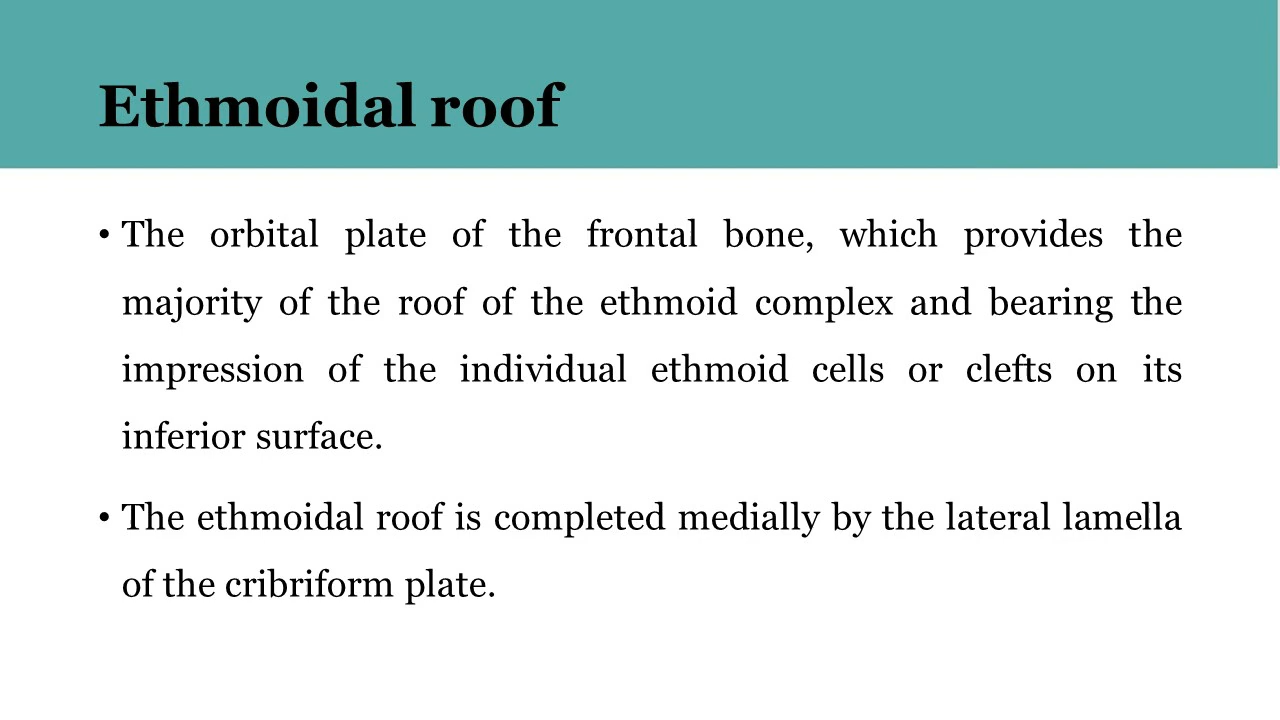 Ethmoidal roof
• The orbital plate of the frontal bone, which provides the
majority of the roof of the ethmoid complex and bearing the
impression of the individual ethmoid cells or clefts on its
inferior surface.
• The ethmoidal roof is completed medially by the lateral lamella
of the cribriform plate.